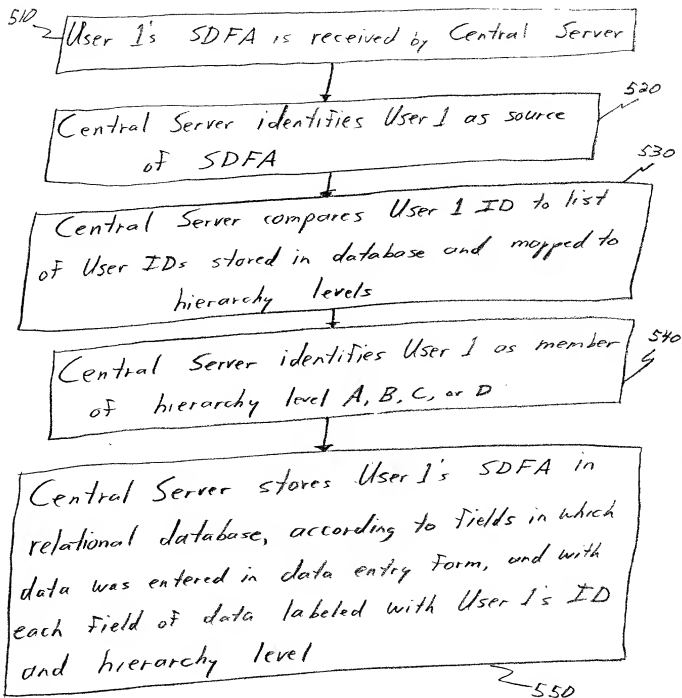 510
User 1's SDFA is received by Central Server
520
Central Server identifies User 1 as source
of SDFA
530
Central Server compares User 1 ID to list
of User IDs stored in database and mapped to
hierarchy levels
540
Central Server identifies User 1 as member
of hierarchy level A, B, C, or D
Central Server stores User 1's SDFA in
relational database, according to fields in which
data was entered in data entry form, and with
each field of data labeled with User 1's ID
and hierarchy level
550